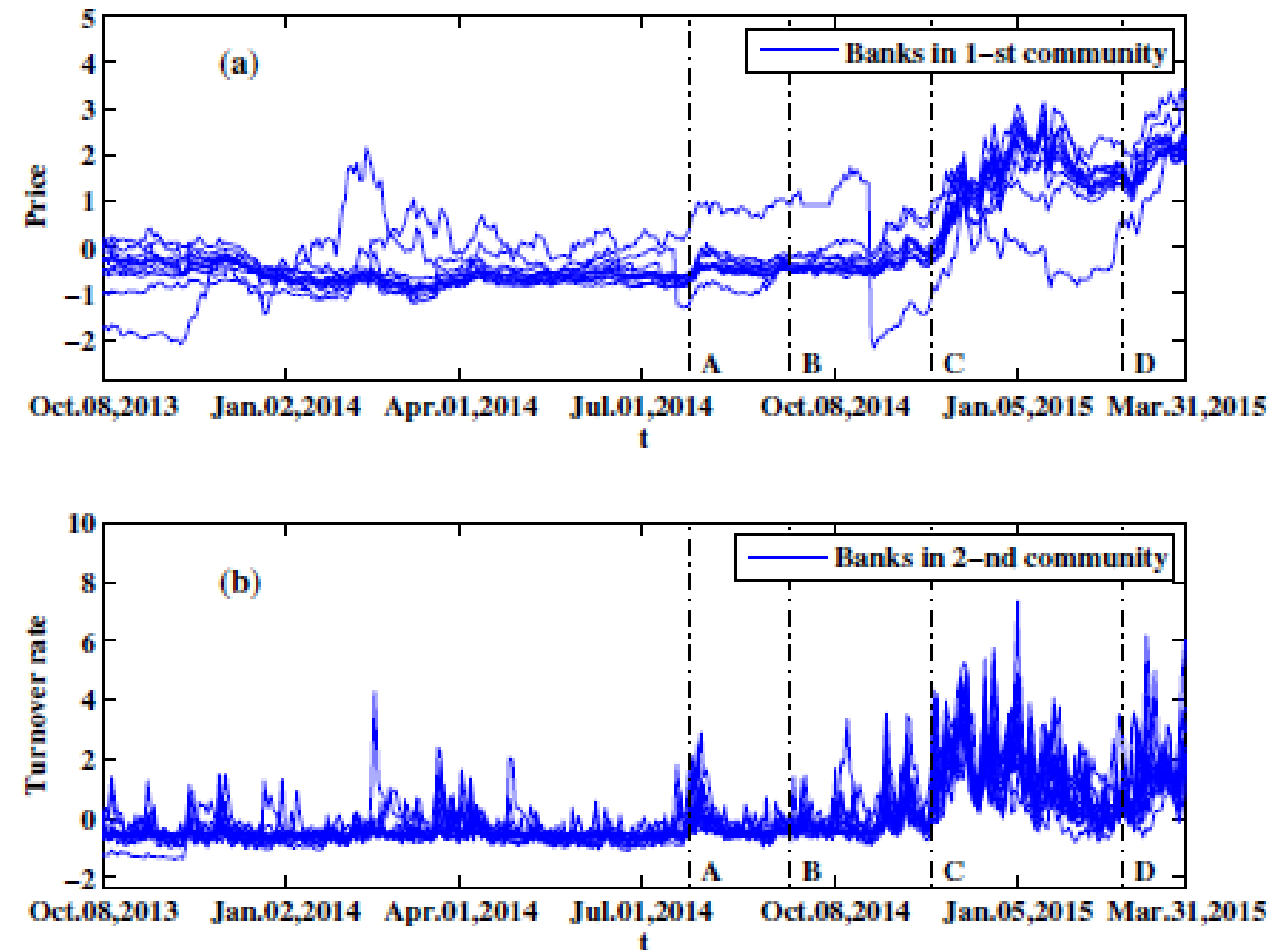 5
(a)
Banks in 1-st community
4
3
2
1
0
-1
-2
Price
A
B
C
D
Oct.08,2013 Jan.02,2014 Apr.01,2014 Jul.01,2014 Oct.08,2014 Jan.05,2015 Mar.31,2015
t
10
(b)
Banks in 2-nd community
8
6
4
2
0
-2
Turnover rate
A
B
C
D
Oct.08,2013 Jan.02,2014 Apr.01,2014 Jul.01,2014 Oct.08,2014 Jan.05,2015 Mar.31,2015
t